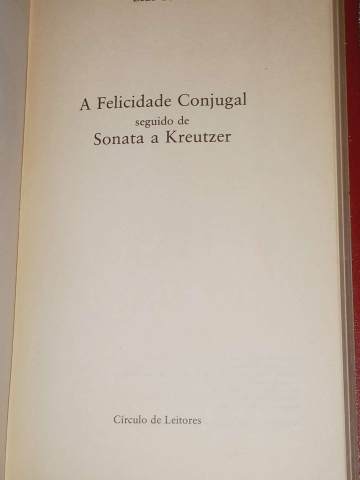 A Felicidade Conjugal
seguido de
Sonata a Kreutzer
Círculo de Leitores